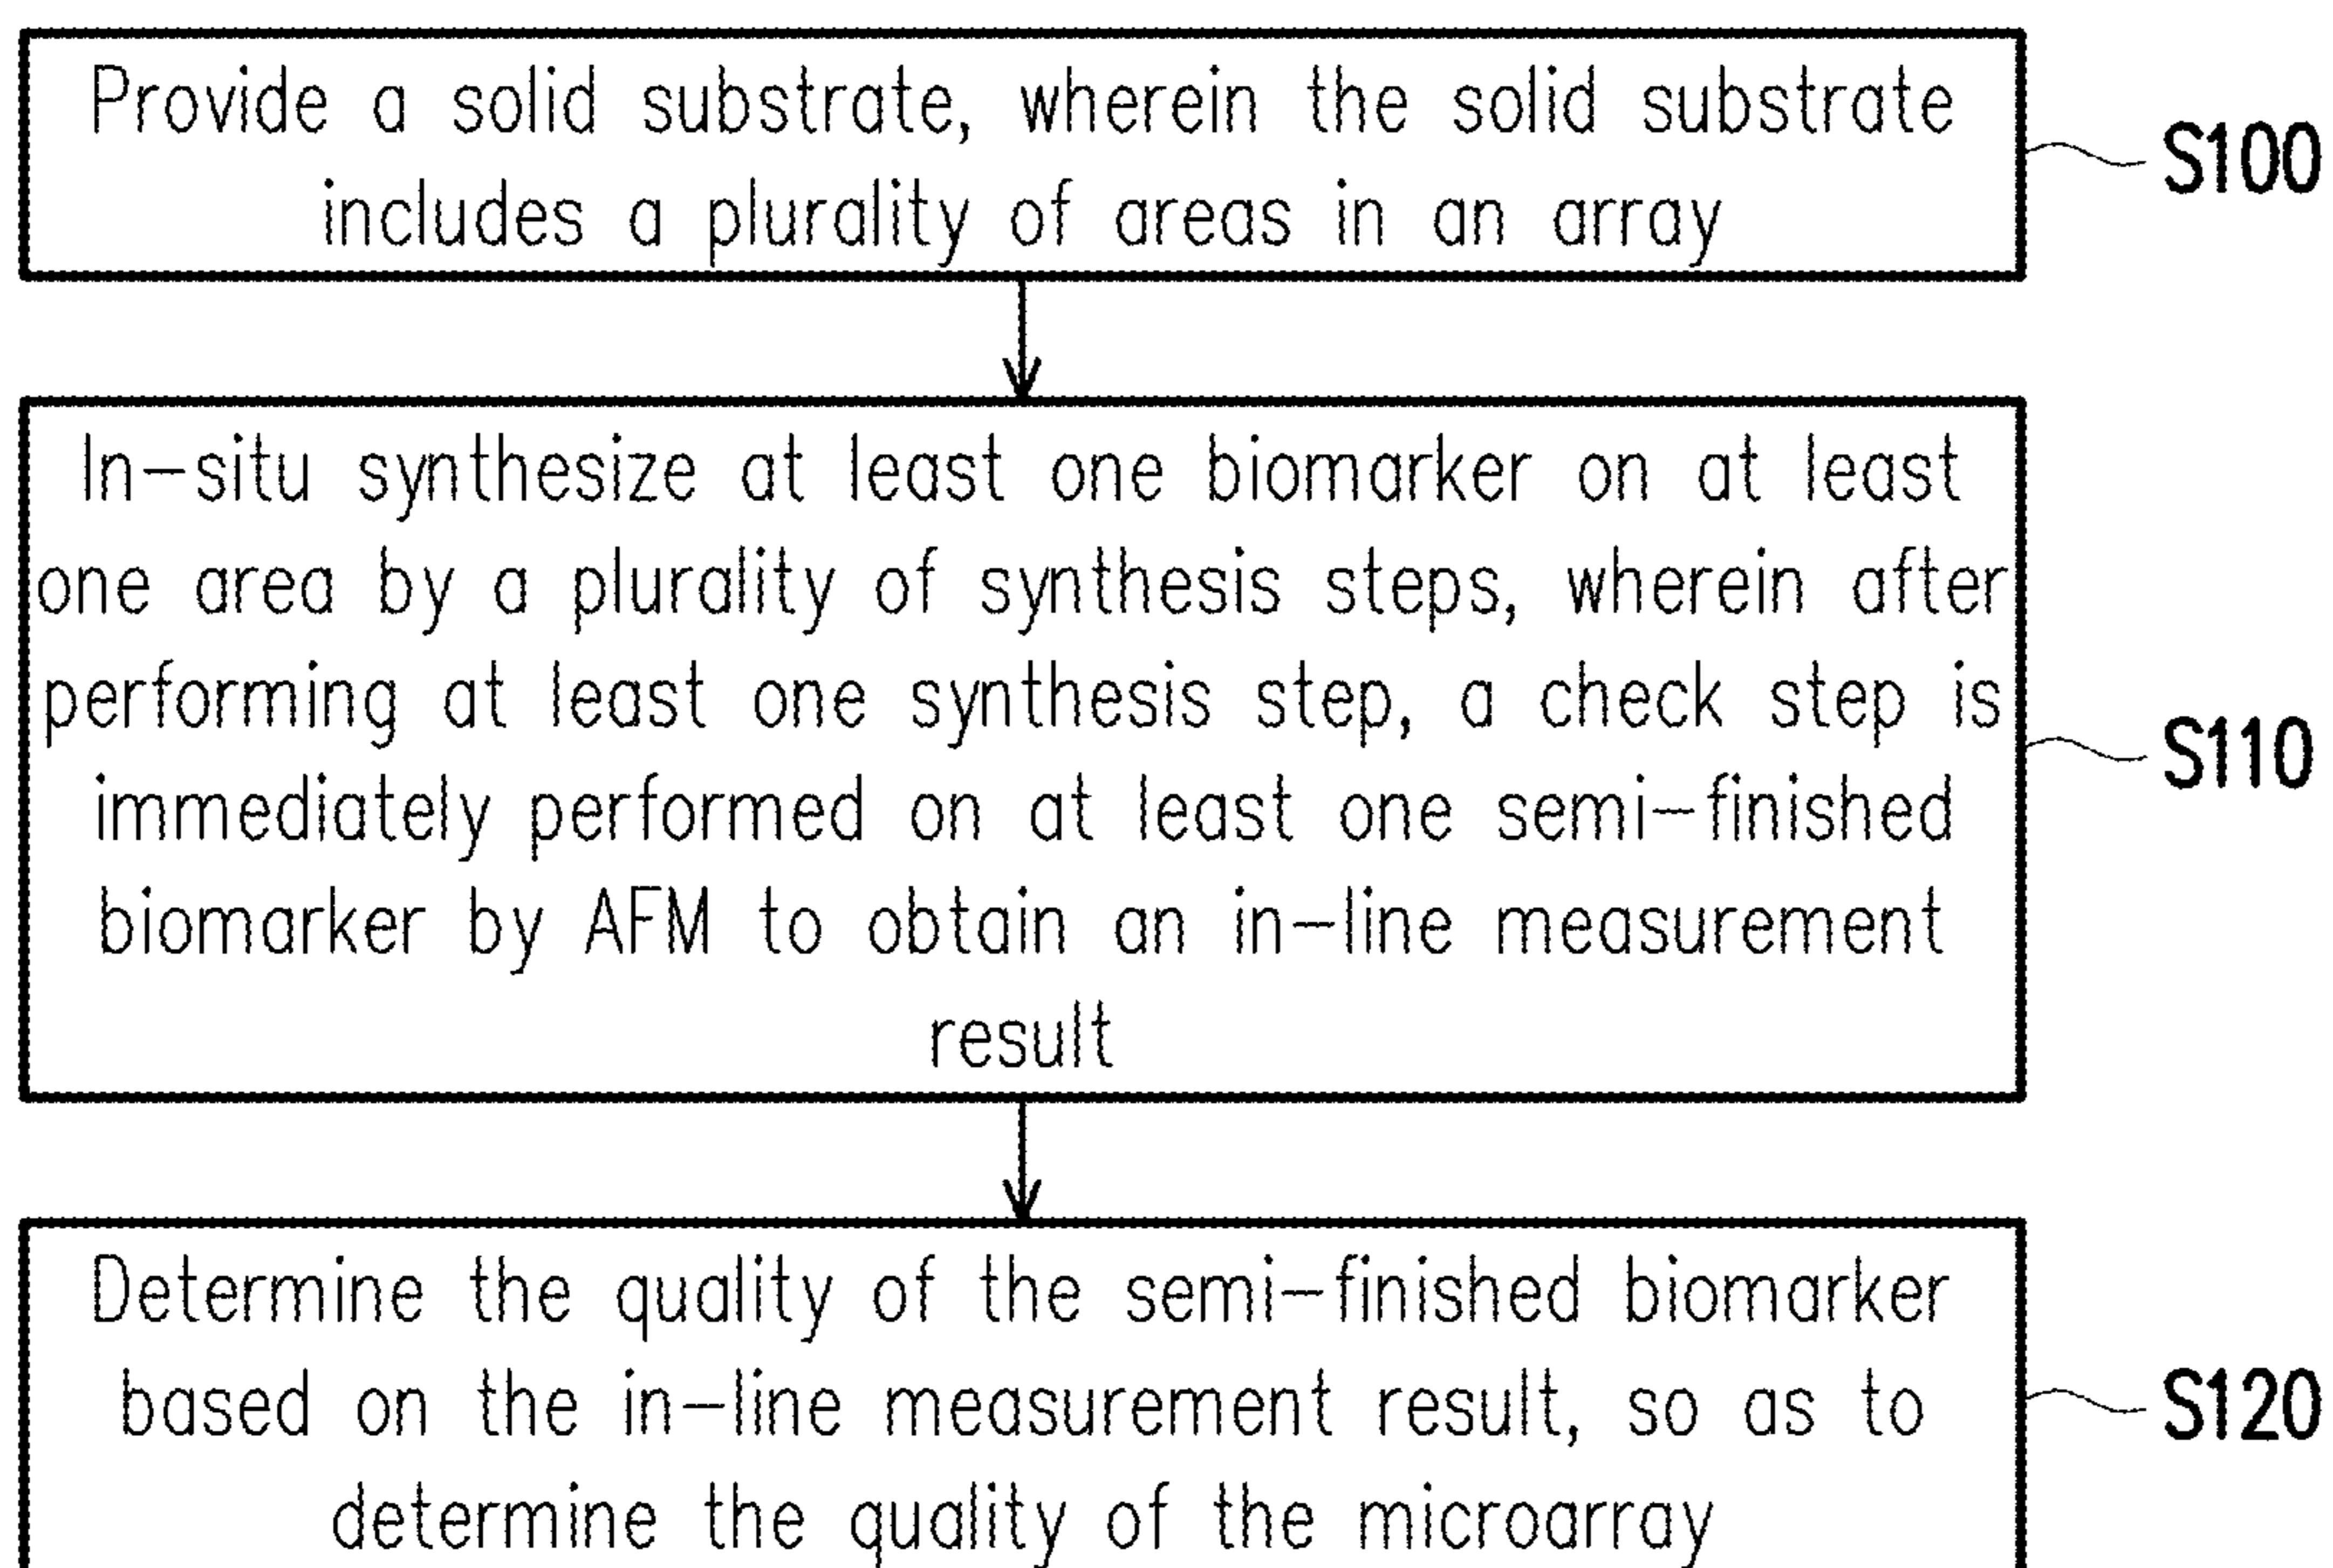 Provide a solid substrate, wherein the solid substrate
includes a plurality of areas in an array
S100
In-situ synthesize at least one biomarker on at least
one area by a plurality of synthesis steps, wherein after
performing at least one synthesis step, a check step is
immediately performed on at least one semi-finished
biomarker by AFM to obtain an in-line measurement
result
S110
Determine the quality of the semi-finished biomarker
based on the in-line measurement result, so as to
determine the quality of the microarray
S120